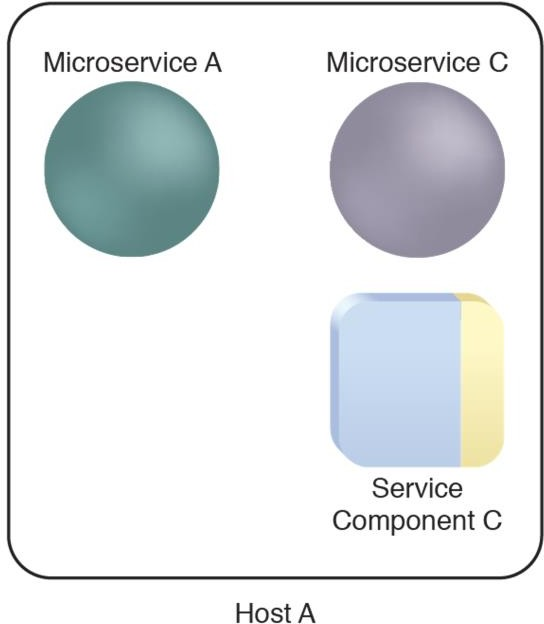 Microservice A
Microservice C
Service
Component C
Host A